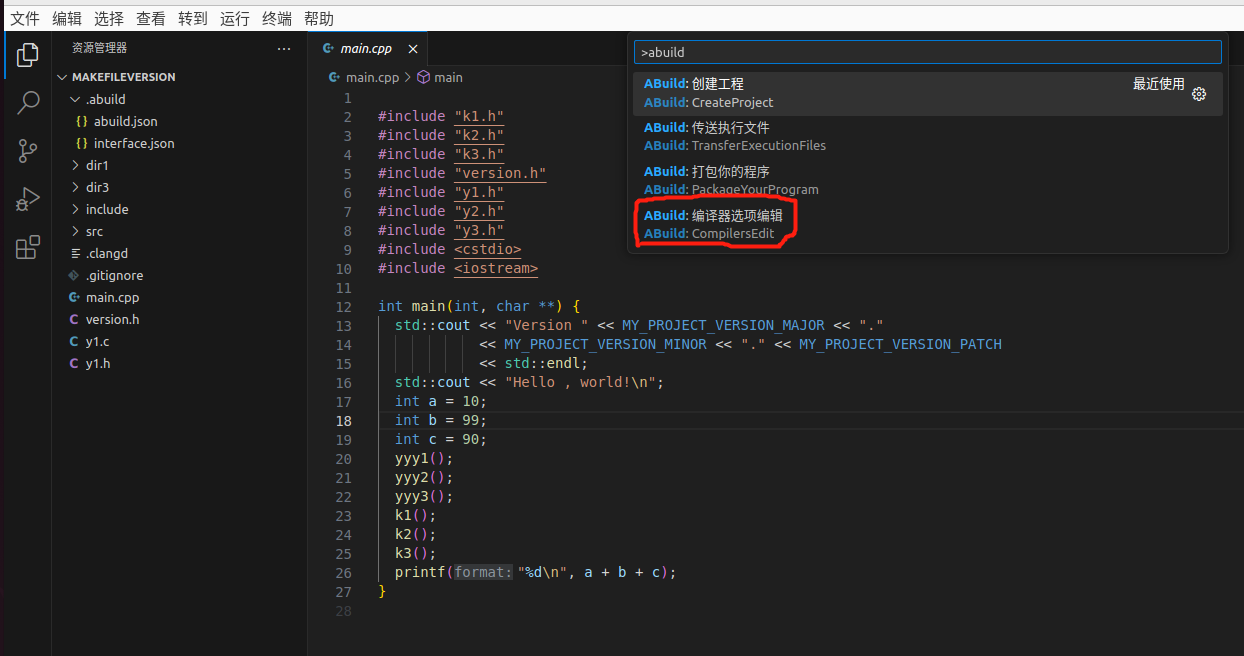 文件 编辑 选择 查看 转到 运行 终端 帮助
资源管理器 ...
MAKEFILEVERSION
.abuild
{} abuild.json
{} interface.json
dir1
dir3
include
src
.clangd
.gitignore
main.cpp
C version.h
C y1.c
C y1.h
main.cpp
main.cpp > main
1
2 #include "k1.h"
3 #include "k2.h"
4 #include "k3.h"
5 #include "version.h"
6 #include "y1.h"
7 #include "y2.h"
8 #include "y3.h"
9 #include <cstdio>
10 #include <iostream>
11
12 int main(int, char **) {
13 std::cout << "Version " << MY_PROJECT_VERSION_MAJOR << "."
14 << MY_PROJECT_VERSION_MINOR << "." << MY_PROJECT_VERSION_PATCH
15 << std::endl;
16 std::cout << "Hello , world!\n";
17 int a = 10;
18 int b = 99;
19 int c = 90;
20 yyy1();
21 yyy2();
22 yyy3();
23 k1();
24 k2();
25 k3();
26 printf(format: "%d\n", a + b + c);
27 }
28
>abuild
ABuild: 创建工程 最近使用
ABuild: CreateProject
ABuild: 传送执行文件
ABuild: TransferExecutionFiles
ABuild: 打包你的程序
ABuild: PackageYourProgram
ABuild: 编译器选项编辑
ABuild: CompilersEdit